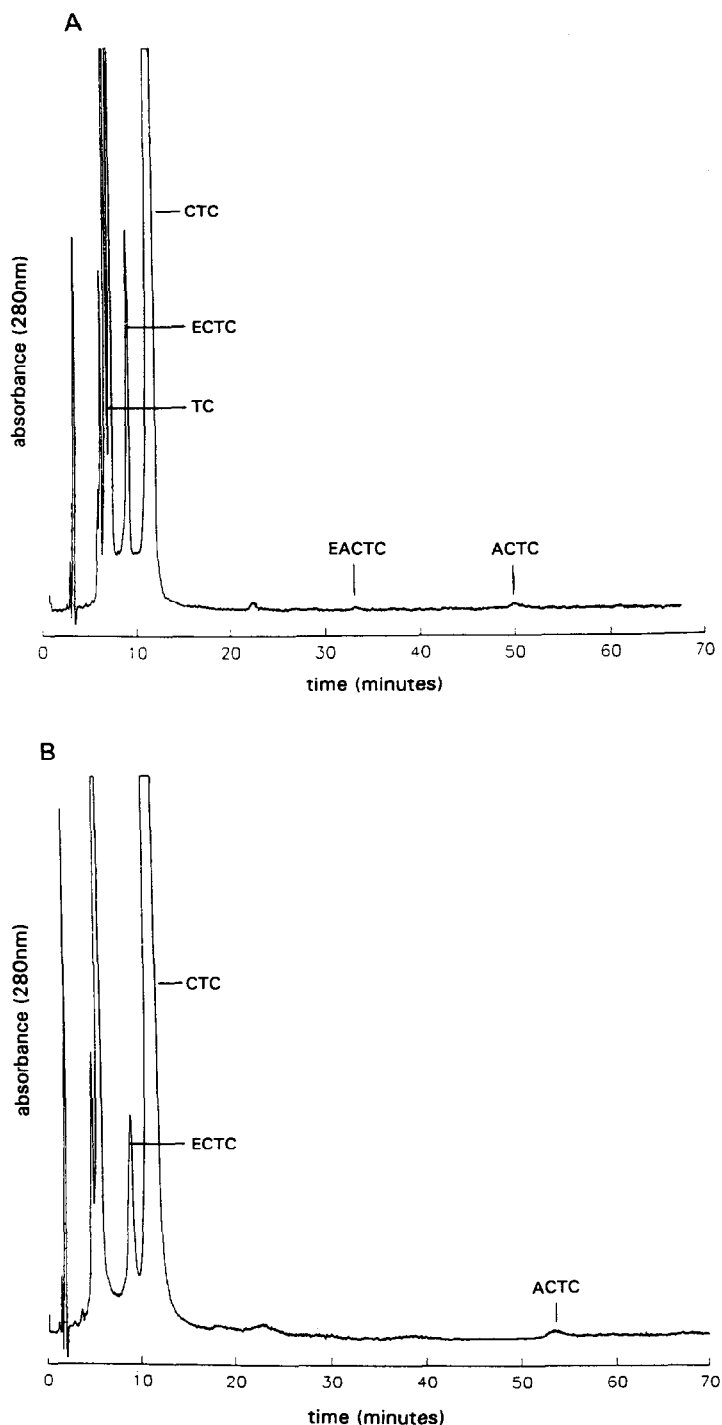 A
absorbance (280nm)
CTC
ECTC
TC
EACTC
ACTC
0 10 20 30 40 50 60 70
time (minutes)
B
absorbance (280nm)
CTC
ECTC
ACTC
0 10 20 30 40 50 60 70
time (minutes)